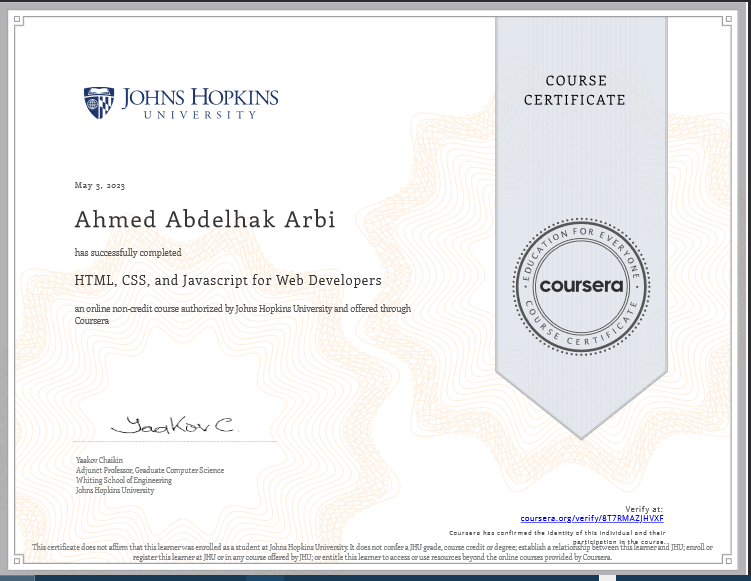 COURSE
CERTIFICATE
JOHNS HOPKINS
UNIVERSITY
May 3, 2023
Ahmed Abdelhak Arbi
has successfully completed
HTML, CSS, and Javascript for Web Developers
an online non-credit course authorized by Johns Hopkins University and offered through
Coursera
EDUCATION FOR EVERYONE
coursera
COURSE CERTIFICATE
Yaakov C.
Yaakov Chaikin
Adjunct Professor, Graduate Computer Science
Whiting School of Engineering
Johns Hopkins University
Verify at:
coursera.org/verify/8T7RMAZJHVXF
Coursera has confirmed the identity of this individual and their
participation in the course.
This certificate does not affirm that this learner was enrolled as a student at Johns Hopkins University. It does not confer a JHU grade, course credit or degree; establish a relationship between this learner and JHU; enroll or
register this learner at JHU or in any course offered by JHU; or entitle this learner to access or use resources beyond the online courses provided by Coursera.